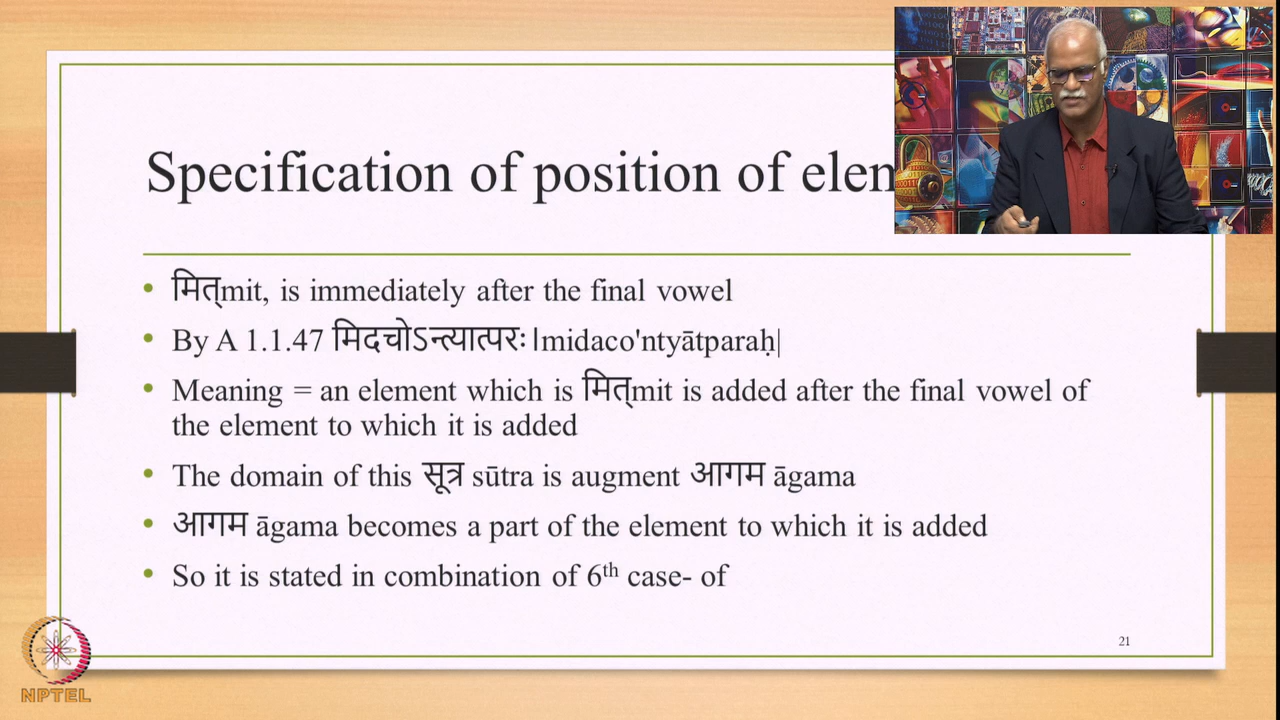 Specification of position of elem
• मित्mit, is immediately after the final vowel
• By A 1.1.47 मिदचोऽन्त्यात्परः।midaco'ntyātparaḥ|
• Meaning = an element which is मित्mit is added after the final vowel of
the element to which it is added
• The domain of this सूत्र sūtra is augment आगम āgama
• आगम āgama becomes a part of the element to which it is added
• So it is stated in combination of 6th case- of
21
NPTEL